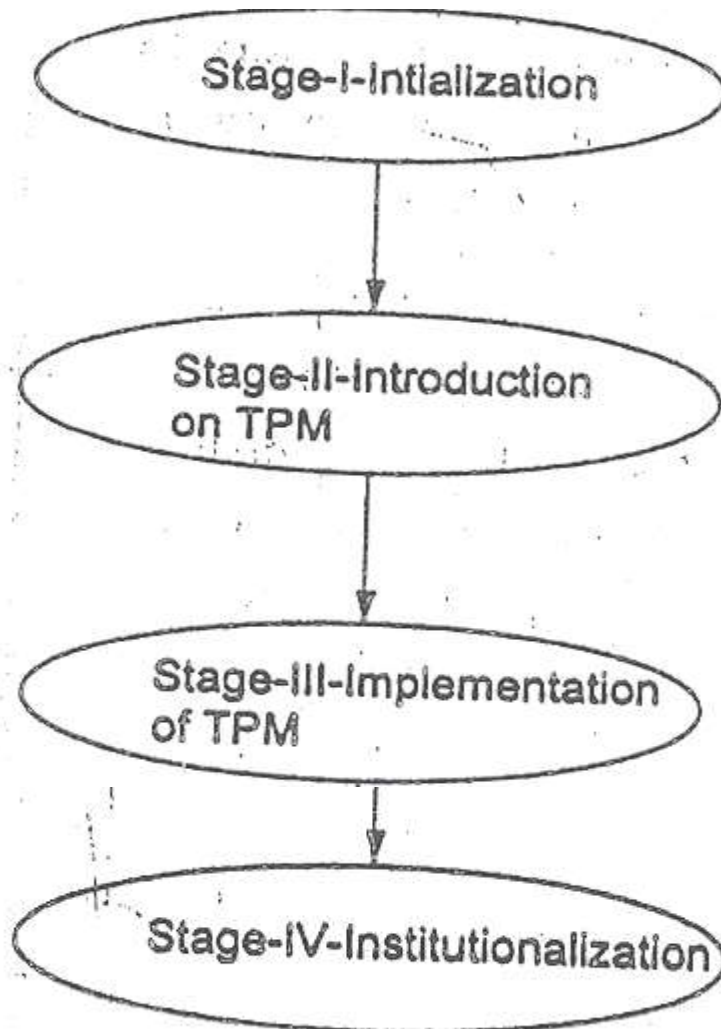 Stage-I-Intialization
Stage-II-Introduction
on TPM
Stage-III-Implementation
of TPM
Stage-IV-Institutionalization